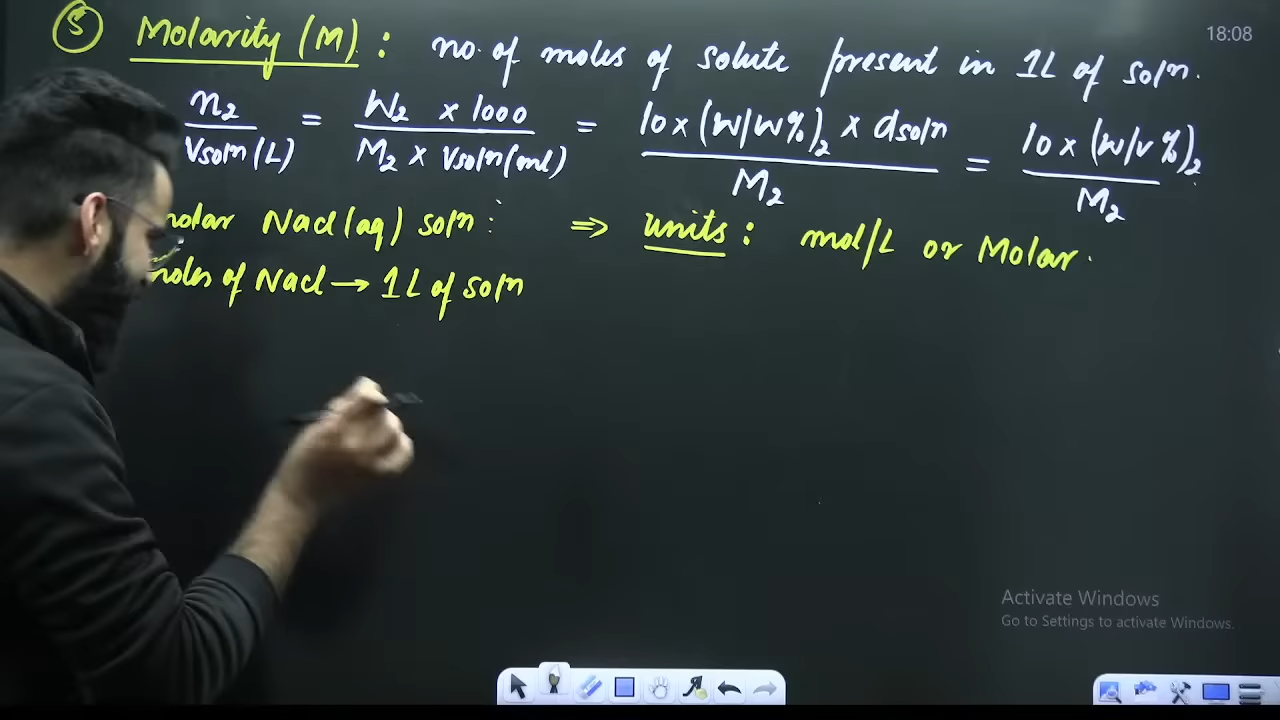 18:08
⑤ Molarity (M) : no. of moles of solute present in 1L of soln.
n₂ / Vsoln(L) = W₂ x 1000 / M₂ x Vsoln(ml) = 10 x (W/W%)₂ x dsoln / M₂ = 10 x (W/V%)₂ / M₂
molar Nacl(aq) soln : ⇒ units : mol/L or Molar.
moles of Nacl → 1L of soln
Activate Windows
Go to Settings to activate Windows.